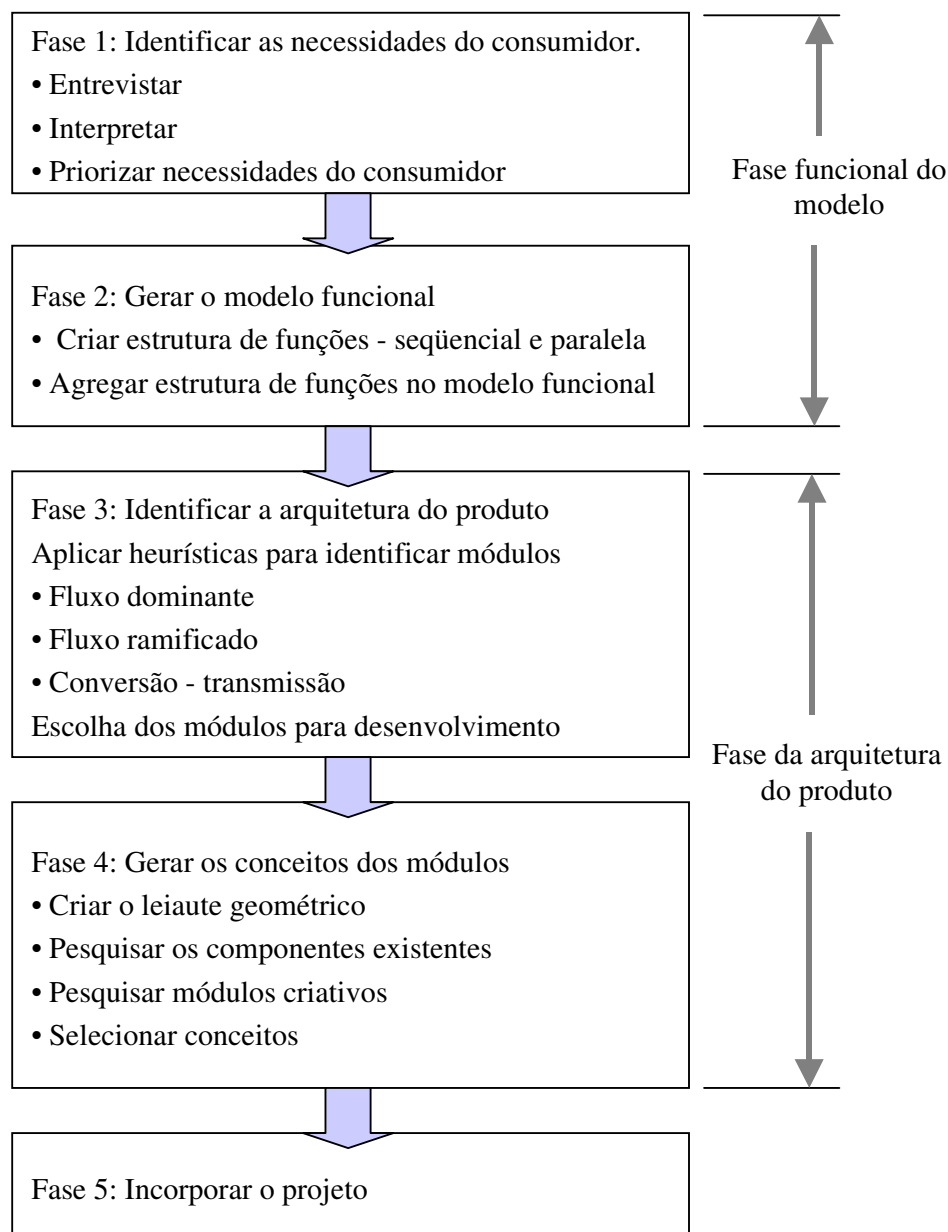 Fase 1: Identificar as necessidades do consumidor.
• Entrevistar
• Interpretar
• Priorizar necessidades do consumidor
Fase funcional do
modelo
Fase 2: Gerar o modelo funcional
• Criar estrutura de funções - seqüencial e paralela
• Agregar estrutura de funções no modelo funcional
Fase 3: Identificar a arquitetura do produto
Aplicar heurísticas para identificar módulos
• Fluxo dominante
• Fluxo ramificado
• Conversão - transmissão
Escolha dos módulos para desenvolvimento
Fase da arquitetura
do produto
Fase 4: Gerar os conceitos dos módulos
• Criar o leiaute geométrico
• Pesquisar os componentes existentes
• Pesquisar módulos criativos
• Selecionar conceitos
Fase 5: Incorporar o projeto